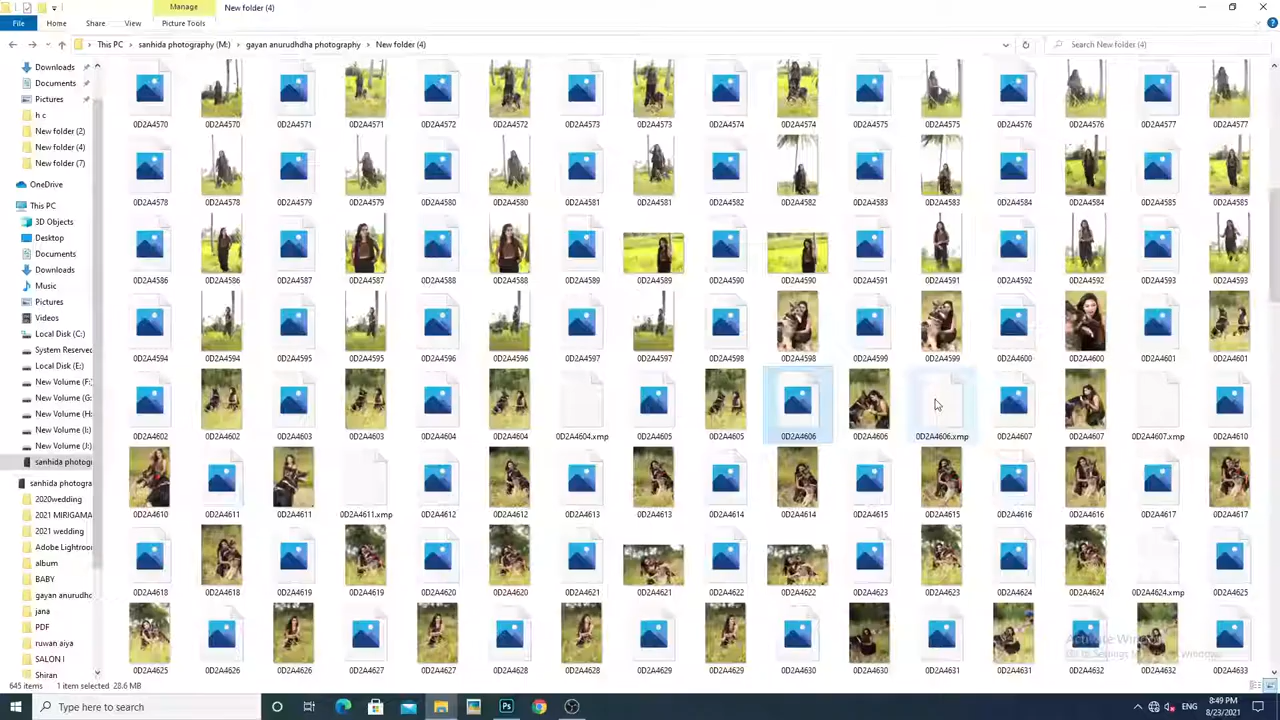 Manage
New folder (4)
File
Home
Share
View
Picture Tools
This PC
sanhida photography (M:)
gayan anurudhdha photography
New folder (4)
Search New folder (4)
Downloads
Documents
Pictures
h c
New folder (2)
New folder (4)
New folder (7)
OneDrive
This PC
3D Objects
Desktop
Documents
Downloads
Music
Pictures
Videos
Local Disk (C:)
System Reserved
Local Disk (E:)
New Volume (F:)
New Volume (G:
New Volume (H:
New Volume (I:)
New Volume (J:)
sanhida photogr
sanhida photogra
2020wedding
2021 MIRIGAMA
2021 wedding
Adobe Lightroom
album
BABY
gayan anurudh
jana
PDF
ruwan aiya
SALON I
Shiran
0D2A4570 0D2A4570 0D2A4571 0D2A4571 0D2A4572 0D2A4572 0D2A4573 0D2A4573 0D2A4574 0D2A4574 0D2A4575 0D2A4575 0D2A4576 0D2A4576 0D2A4577 0D2A4577
0D2A4578 0D2A4578 0D2A4579 0D2A4579 0D2A4580 0D2A4580 0D2A4581 0D2A4581 0D2A4582 0D2A4582 0D2A4583 0D2A4583 0D2A4584 0D2A4584 0D2A4585 0D2A4585
0D2A4586 0D2A4586 0D2A4587 0D2A4587 0D2A4588 0D2A4588 0D2A4589 0D2A4589 0D2A4590 0D2A4590 0D2A4591 0D2A4591 0D2A4592 0D2A4592 0D2A4593 0D2A4593
0D2A4594 0D2A4594 0D2A4595 0D2A4595 0D2A4596 0D2A4596 0D2A4597 0D2A4597 0D2A4598 0D2A4598 0D2A4599 0D2A4599 0D2A4600 0D2A4600 0D2A4601 0D2A4601
0D2A4602 0D2A4602 0D2A4603 0D2A4603 0D2A4604 0D2A4604 0D2A4604.xmp 0D2A4605 0D2A4605 0D2A4606 0D2A4606 0D2A4606.xmp 0D2A4607 0D2A4607 0D2A4607.xmp 0D2A4610
0D2A4610 0D2A4611 0D2A4611 0D2A4611.xmp 0D2A4612 0D2A4612 0D2A4613 0D2A4613 0D2A4614 0D2A4614 0D2A4615 0D2A4615 0D2A4616 0D2A4616 0D2A4617 0D2A4617
0D2A4618 0D2A4618 0D2A4619 0D2A4619 0D2A4620 0D2A4620 0D2A4621 0D2A4621 0D2A4622 0D2A4622 0D2A4623 0D2A4623 0D2A4624 0D2A4624 0D2A4624.xmp 0D2A4625
0D2A4625 0D2A4626 0D2A4626 0D2A4627 0D2A4627 0D2A4628 0D2A4628 0D2A4629 0D2A4629 0D2A4630 0D2A4630 0D2A4631 0D2A4631 0D2A4632 0D2A4632 0D2A4633
645 items
1 item selected 28.6 MB
Type here to search
ENG
8:49 PM
8/23/2021